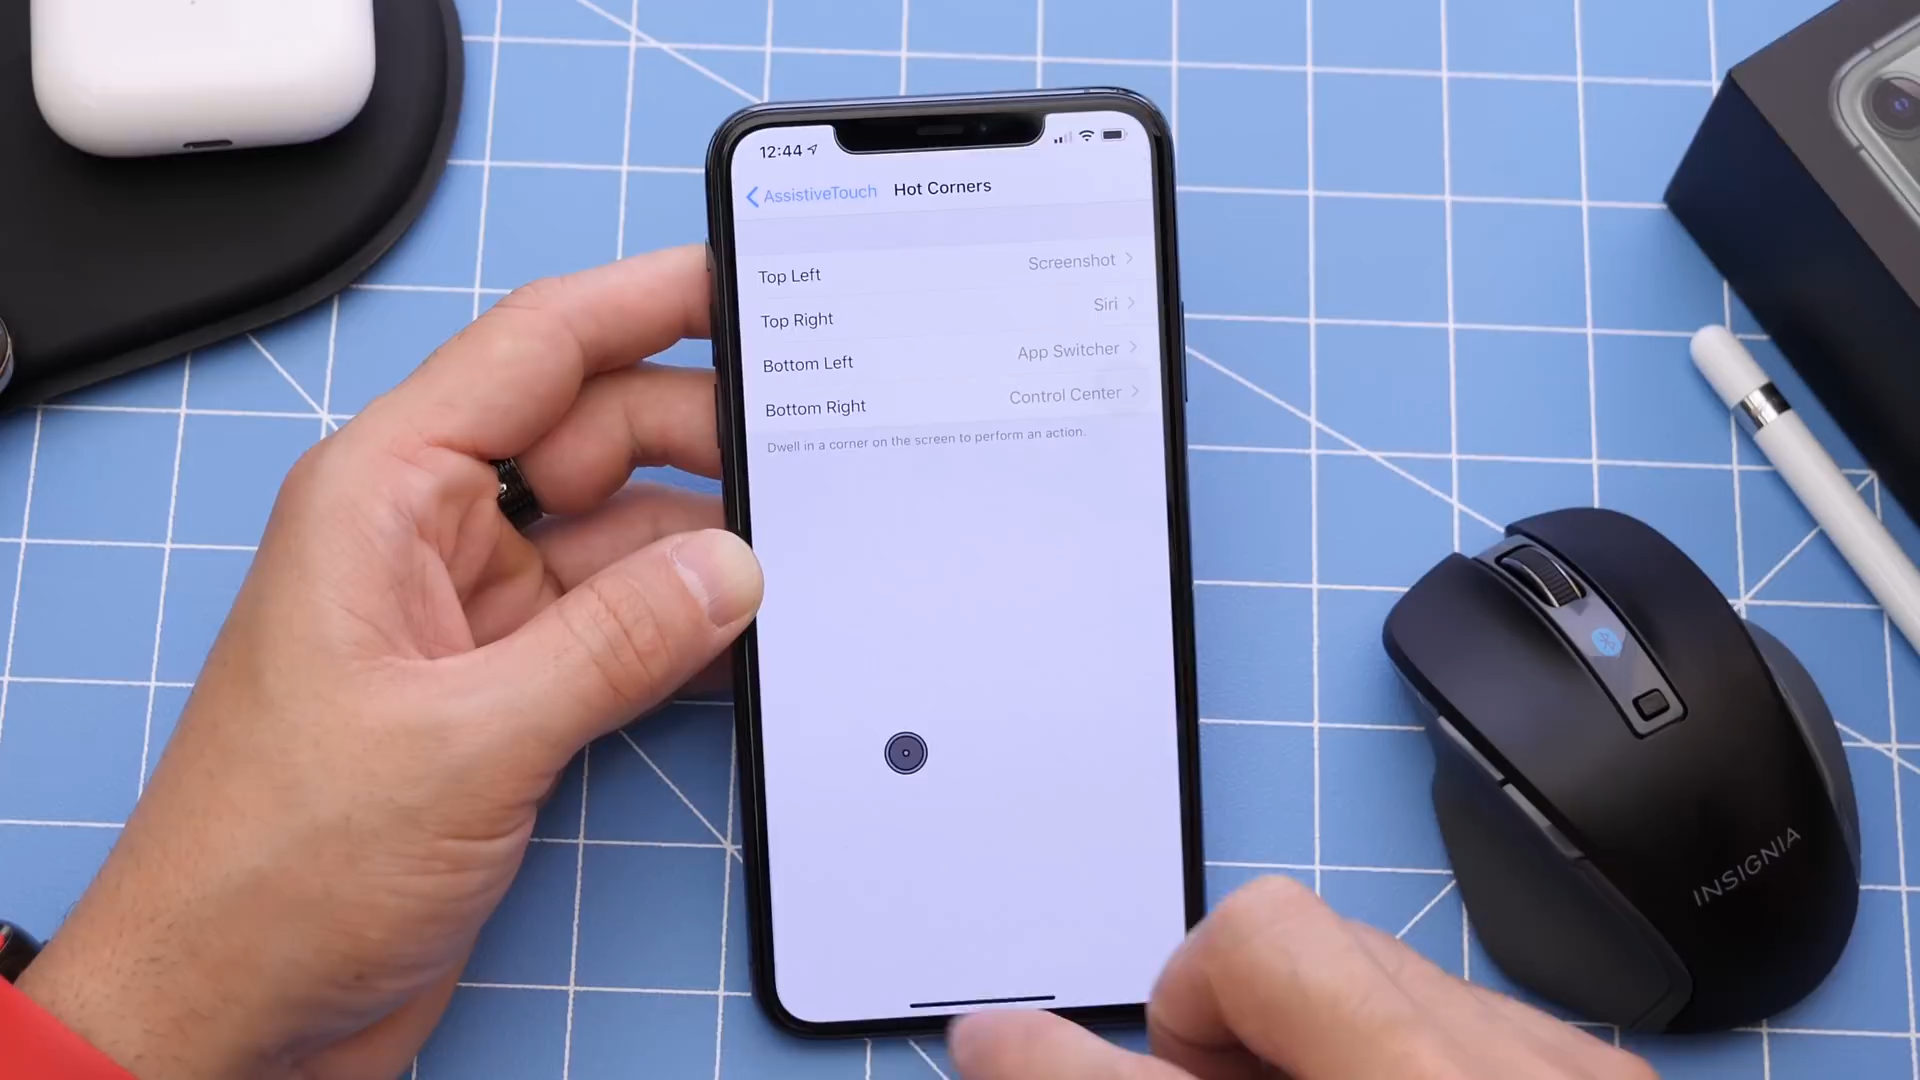 12:44
AssistiveTouch Hot Corners
Top Left Screenshot
Top Right Siri
Bottom Left App Switcher
Bottom Right Control Center
Dwell in a corner on the screen to perform an action.
INSIGNIA